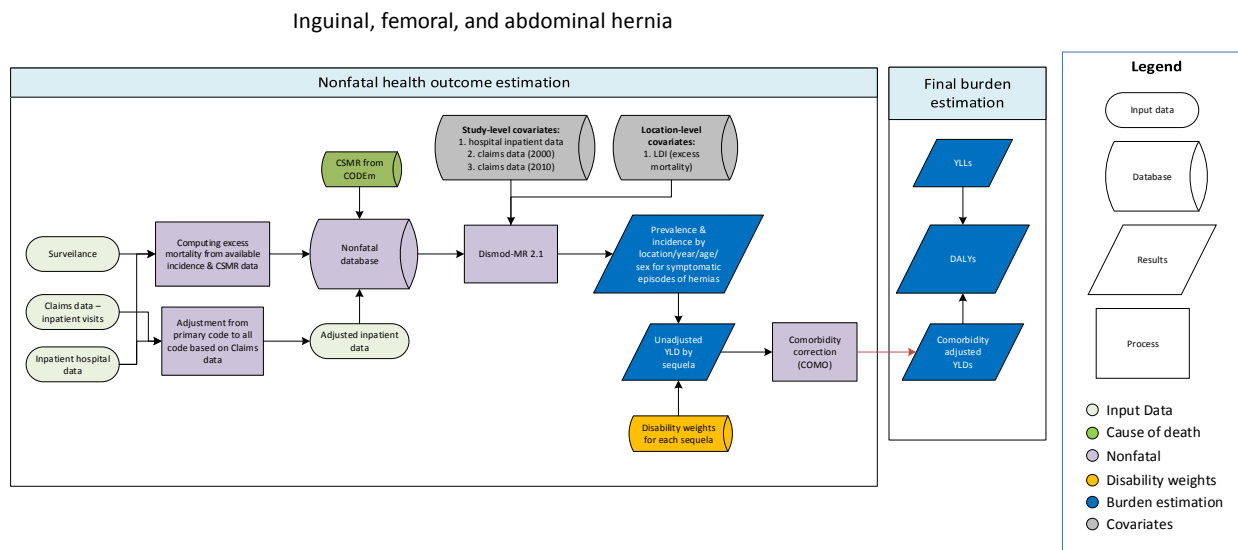 Inguinal, femoral, and abdominal hernia
Nonfatal health outcome estimation
Final burden
estimation
Legend
Input data
Database
Results
Process
Input Data
Cause of death
Nonfatal
Disability weights
Burden estimation
Covariates
Study-level covariates:
1. hospital inpatient data
2. claims data (2000)
3. claims data (2010)
Location-level
covariates:
1. LDI (excess
mortality)
CSMR from
CODEm
YLLs
Surveilance
Computing excess
mortality from available
incidence & CSMR data
Nonfatal
database
Dismod-MR 2.1
Prevalence &
incidence by
location/year/age/
sex for symptomatic
episodes of hernias
DALYs
Claims data –
inpatient visits
Inpatient hospital
data
Adjustment from
primary code to all
code based on Claims
data
Adjusted inpatient
data
Unadjusted
YLD by
sequela
Comorbidity
correction
(COMO)
Comorbidity
adjusted
YLDs
Disability weights
for each sequela